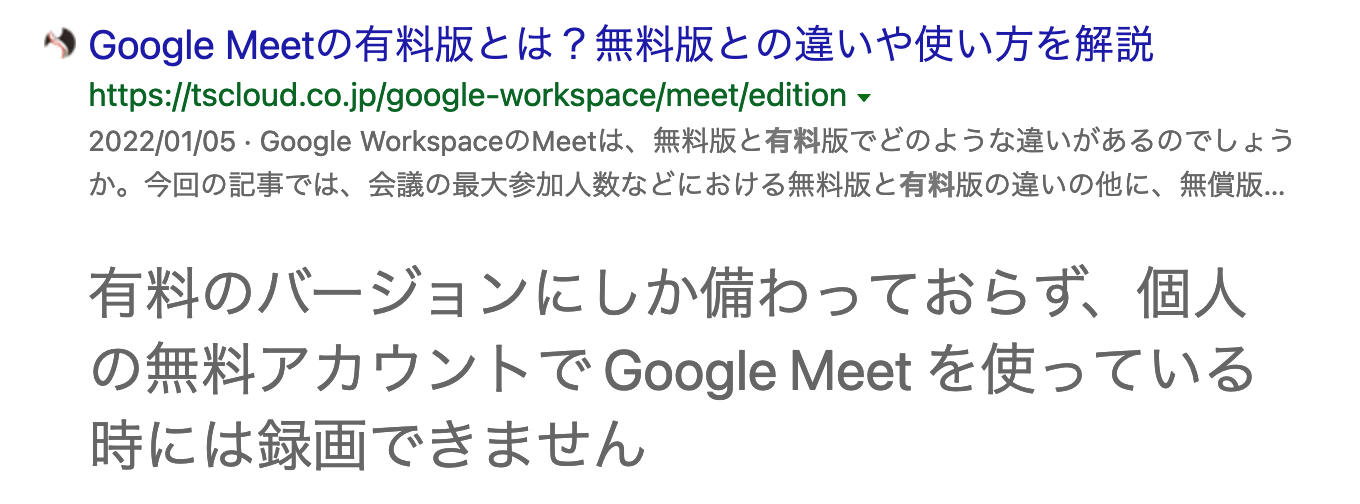 Google Meetの有料版とは？無料版との違いや使い方を解説
https://tscloud.co.jp/google-workspace/meet/edition
2022/01/05 · Google WorkspaceのMeetは、無料版と有料版でどのような違いがあるのでしょう
か。今回の記事では、会議の最大参加人数などにおける無料版と有料版の違いの他に、無償版...
有料のバージョンにしか備わっておらず、個人
の無料アカウントで Google Meet を使っている
時には録画できません